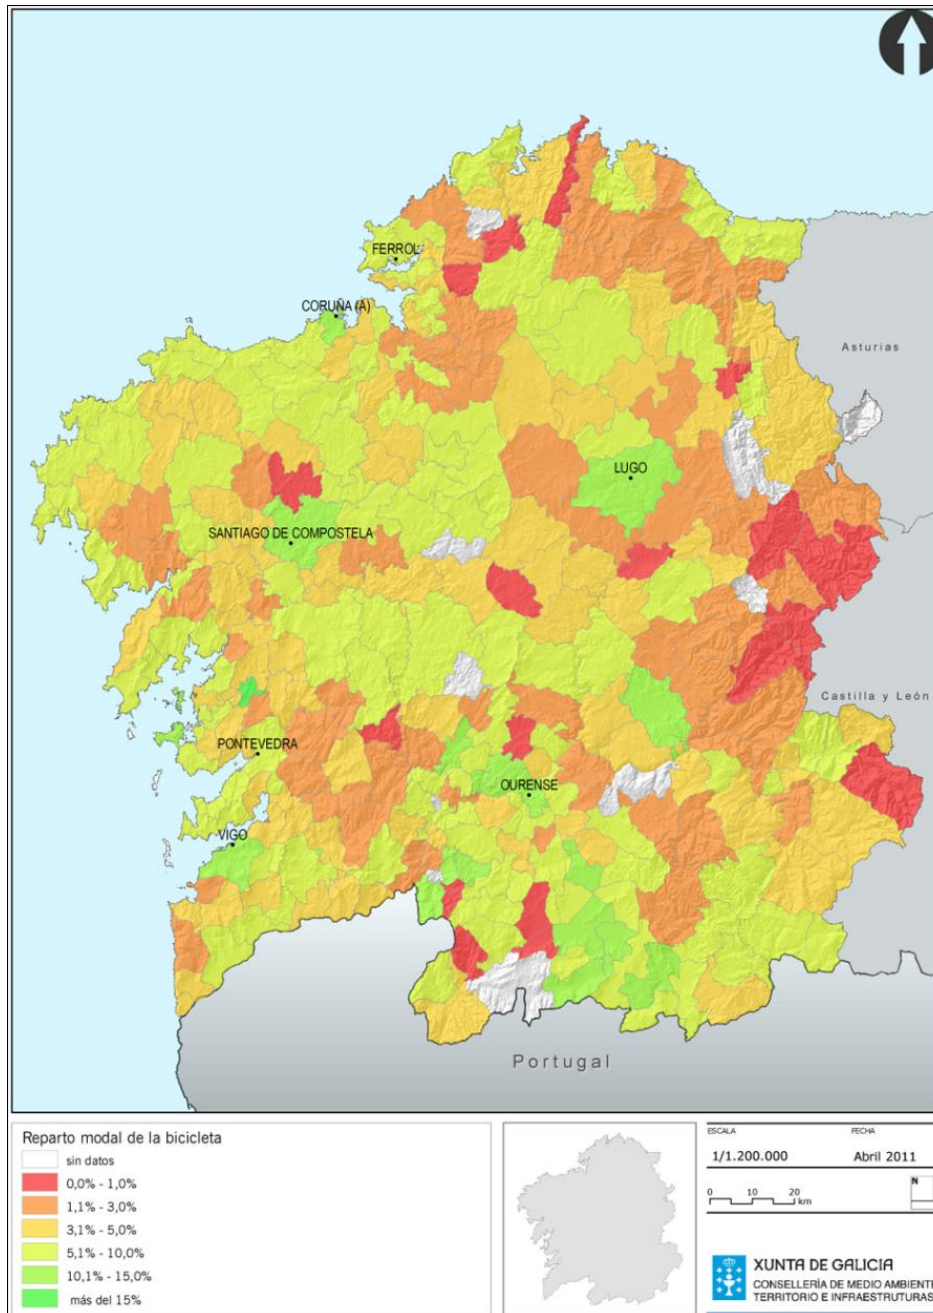 FERROL
CORUÑA (A)
Asturias
LUGO
SANTIAGO DE COMPOSTELA
Castilla y León
PONTEVEDRA
OURENSE
VIGO
Portugal
Reparto modal de la bicicleta
sin datos
0,0% - 1,0%
1,1% - 3,0%
3,1% - 5,0%
5,1% - 10,0%
10,1% - 15,0%
más del 15%
ESCALA
FECHA
1/1.200.000
Abril 2011
0 10 20
km
N
XUNTA DE GALICIA
CONSELLERÍA DE MEDIO AMBIENTE
TERRITORIO E INFRAESTRUTURAS